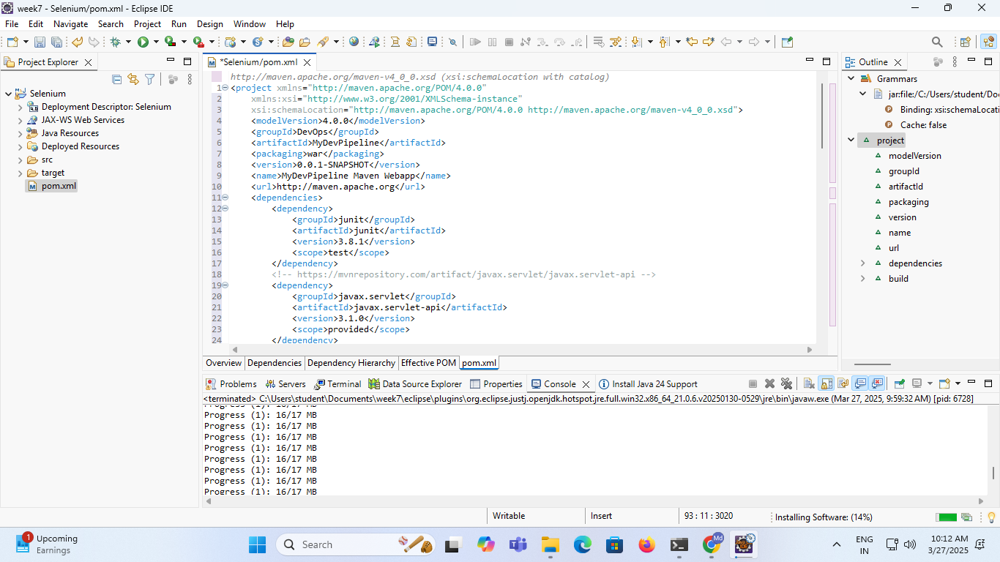 week7 - Selenium/pom.xml - Eclipse IDE
File Edit Navigate Search Project Run Design Window Help
Project Explorer
Selenium
Deployment Descriptor: Selenium
JAX-WS Web Services
Java Resources
Deployed Resources
src
target
pom.xml
*Selenium/pom.xml
http://maven.apache.org/maven-v4_0_0.xsd (xsi:schemaLocation with catalog)
1 <project xmlns="http://maven.apache.org/POM/4.0.0"
2 xmlns:xsi="http://www.w3.org/2001/XMLSchema-instance"
3 xsi:schemaLocation="http://maven.apache.org/POM/4.0.0 http://maven.apache.org/maven-v4_0_0.xsd">
4 <modelVersion>4.0.0</modelVersion>
5 <groupId>DevOps</groupId>
6 <artifactId>MyDevPipeline</artifactId>
7 <packaging>war</packaging>
8 <version>0.0.1-SNAPSHOT</version>
9 <name>MyDevPipeline Maven Webapp</name>
10 <url>http://maven.apache.org</url>
11 <dependencies>
12 <dependency>
13 <groupId>junit</groupId>
14 <artifactId>junit</artifactId>
15 <version>3.8.1</version>
16 <scope>test</scope>
17 </dependency>
18 <!-- https://mvnrepository.com/artifact/javax.servlet/javax.servlet-api -->
19 <dependency>
20 <groupId>javax.servlet</groupId>
21 <artifactId>javax.servlet-api</artifactId>
22 <version>3.1.0</version>
23 <scope>provided</scope>
24 </dependency>
Overview Dependencies Dependency Hierarchy Effective POM pom.xml
Outline
Grammars
jar:file:/C:/Users/student/Doc
Binding: xsi:schemaLocati
Cache: false
project
modelVersion
groupId
artifactId
packaging
version
name
url
dependencies
build
Problems Servers Terminal Data Source Explorer Properties Console Install Java 24 Support
<terminated> C:\Users\student\Documents\week7\eclipse\plugins\org.eclipse.justj.openjdk.hotspot.jre.full.win32.x86_64_21.0.6.v20250130-0529\jre\bin\javaw.exe (Mar 27, 2025, 9:59:32 AM) [pid: 6728]
Progress (1): 16/17 MB
Progress (1): 16/17 MB
Progress (1): 16/17 MB
Progress (1): 16/17 MB
Progress (1): 16/17 MB
Progress (1): 16/17 MB
Progress (1): 16/17 MB
Progress (1): 16/17 MB
Progress (1): 16/17 MB
Writable Insert 93 : 11 : 3020 Installing Software: (14%)
1
Upcoming
Earnings
Search
Md
ENG
IN
10:12 AM
3/27/2025